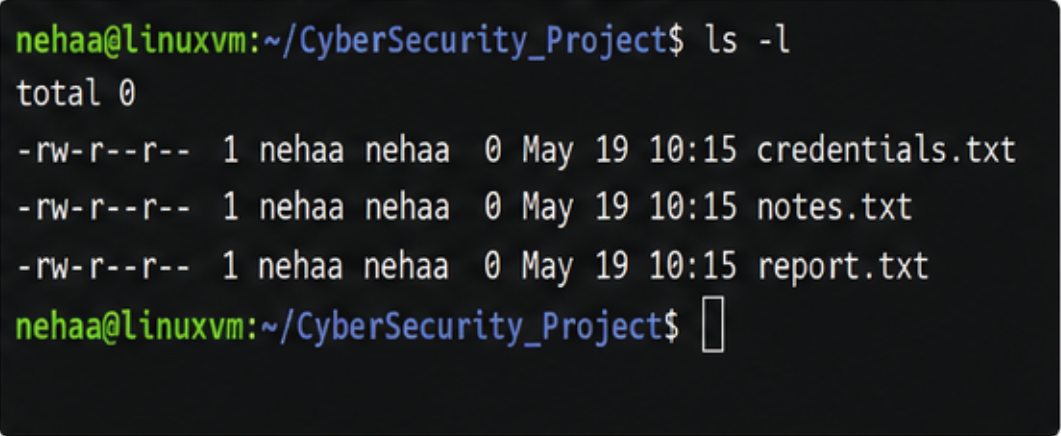 nehaa@linuxvm:~/CyberSecurity_Project$ ls -l
total 0
-rw-r--r-- 1 nehaa nehaa 0 May 19 10:15 credentials.txt
-rw-r--r-- 1 nehaa nehaa 0 May 19 10:15 notes.txt
-rw-r--r-- 1 nehaa nehaa 0 May 19 10:15 report.txt
nehaa@linuxvm:~/CyberSecurity_Project$